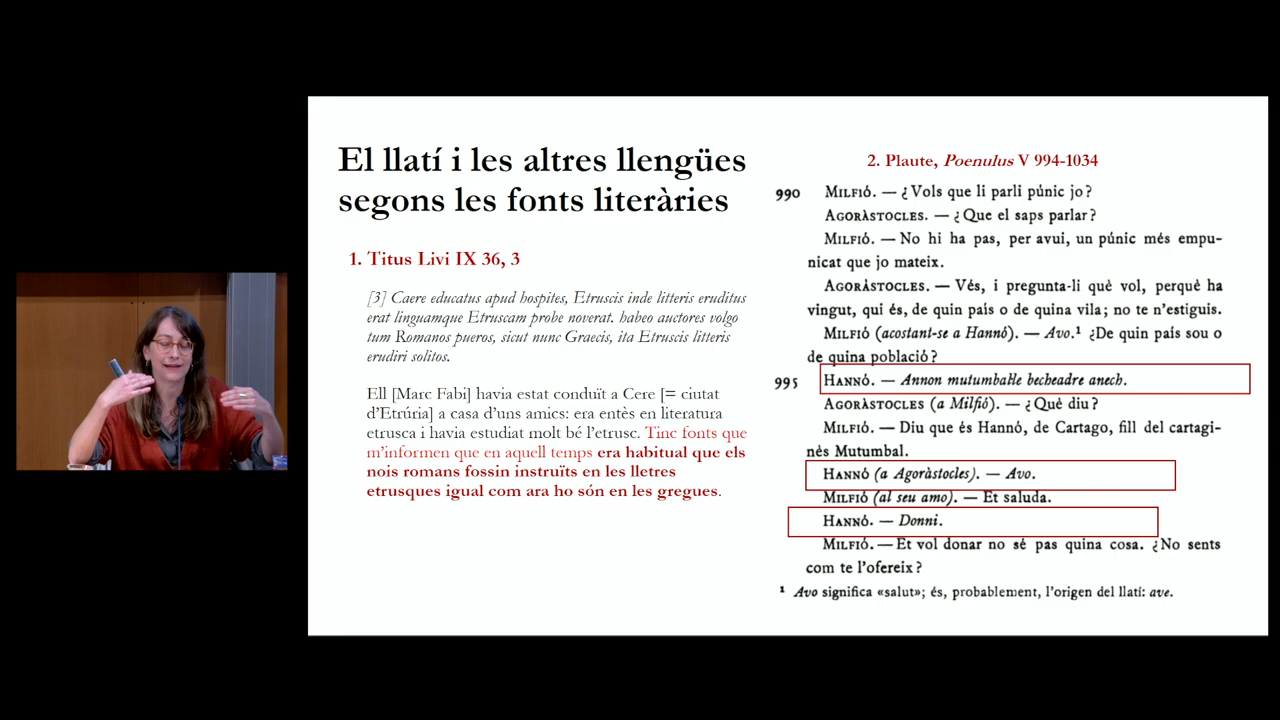 El llatí i les altres llengües
segons les fonts literàries
1. Titus Livi IX 36, 3
[3] Caere educatus apud hospites, Etruscis inde litteris eruditus
erat linguamque Etruscam probe noverat. habeo auctores volgo
tum Romanos pueros, sicut nunc Graecis, ita Etruscis litteris
erudiri solitos.
Ell [Marc Fabi] havia estat conduït a Cere [= ciutat
d’Etrúria] a casa d’uns amics: era entès en literatura
etrusca i havia estudiat molt bé l’etrusc. Tinc fonts que
m’informen que en aquell temps era habitual que els
nois romans fossin instruïts en les lletres
etrusques igual com ara ho són en les gregues.
2. Plaute, Poenulus V 994-1034
990 MILFIÓ. — ¿Vols que li parli púnic jo?
AGORÀSTOCLES. — ¿Que el saps parlar?
MILFIÓ. — No hi ha pas, per avui, un púnic més empu-
nicat que jo mateix.
AGORÀSTOCLES. — Vés, i pregunta-li què vol, perquè ha
vingut, qui és, de quin país o de quina vila; no te n’estiguis.
MILFIÓ (acostant-se a Hannó). — Avo.¹ ¿De quin país sou o
de quina població?
995 HANNÓ. — Annon mutumbaŀle becheadre anech.
AGORÀSTOCLES (a Milfió). — ¿Què diu?
MILFIÓ. — Diu que és Hannó, de Cartago, fill del cartagi-
nès Mutumbal.
HANNÓ (a Agoràstocles). — Avo.
MILFIÓ (al seu amo). — Et saluda.
HANNÓ. — Donni.
MILFIÓ. — Et vol donar no sé pas quina cosa. ¿No sents
com te l’ofereix?
¹ Avo significa «salut»; és, probablement, l’origen del llatí: ave.